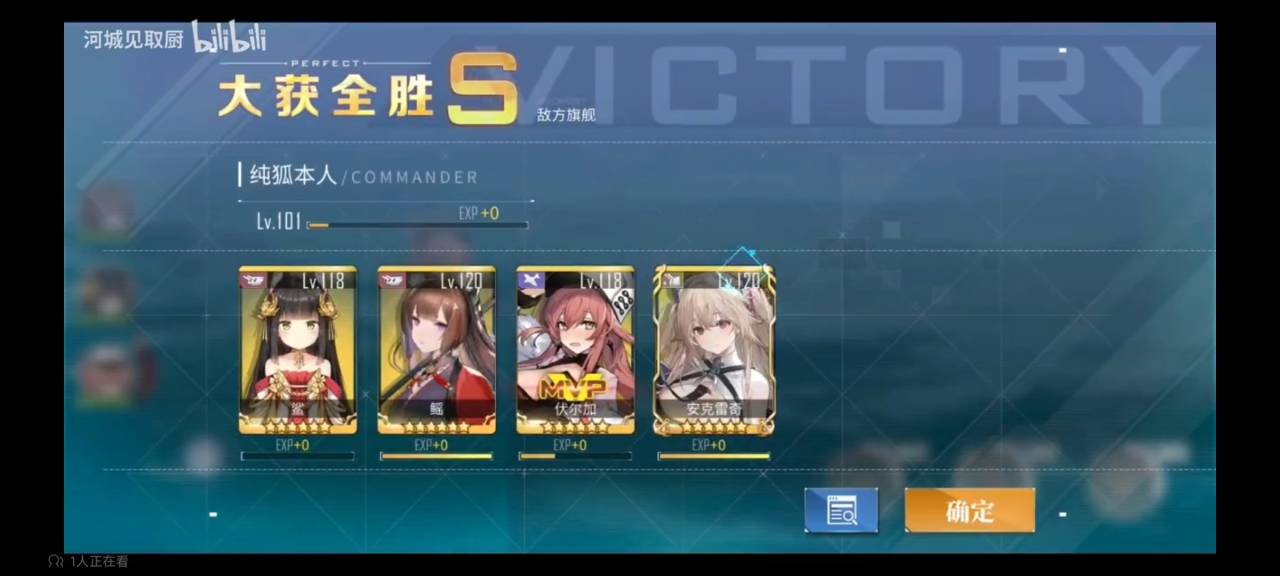 河城见取厨 bilibili
VICTORY
PERFECT
大获全胜 S
敌方旗舰
纯狐本人/COMMANDER
Lv.101 EXP+0
Lv.118 Lv.120 Lv.118 Lv.120
MVP
鲨 鳐 伏尔加 安克雷奇
EXP+0 EXP+0 EXP+0 EXP+0
确定
1人正在看